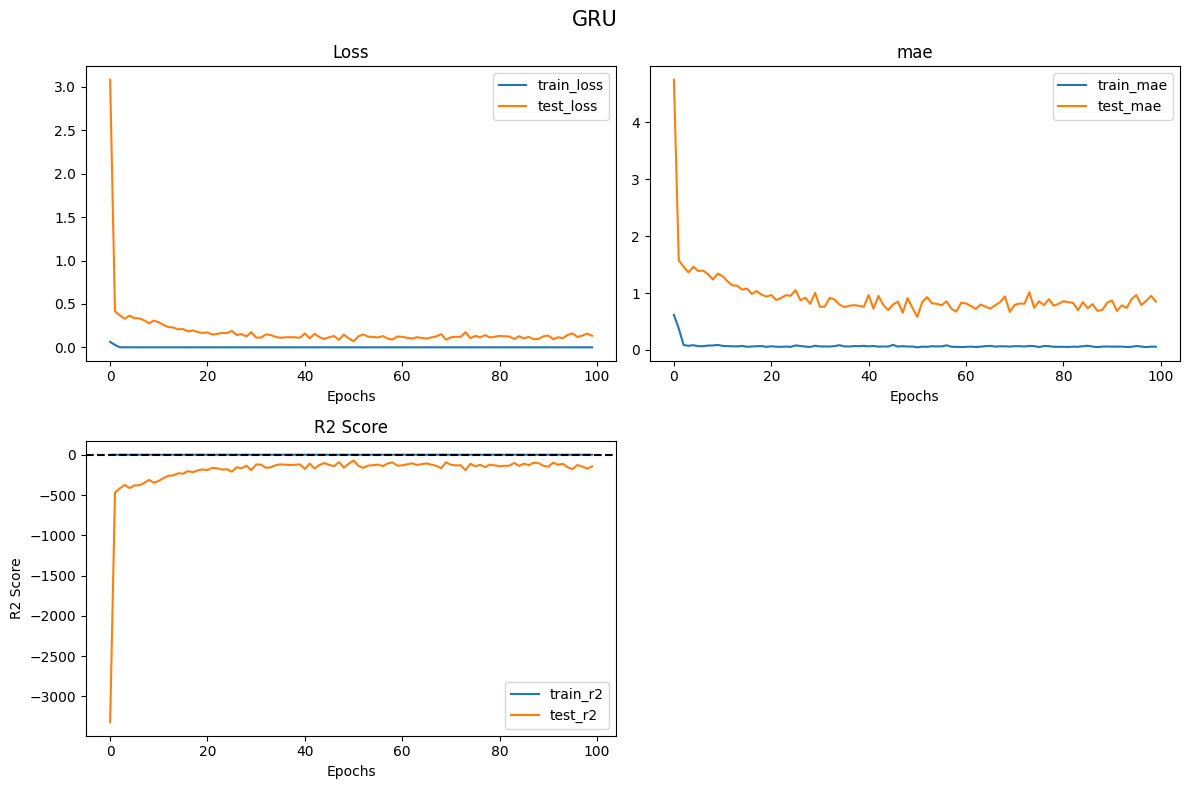 GRU
Loss
3.0
2.5
2.0
1.5
1.0
0.5
0.0
train_loss
test_loss
0 20 40 60 80 100
Epochs
mae
4
3
2
1
0
train_mae
test_mae
0 20 40 60 80 100
Epochs
R2 Score
R2 Score
0
−500
−1000
−1500
−2000
−2500
−3000
train_r2
test_r2
0 20 40 60 80 100
Epochs